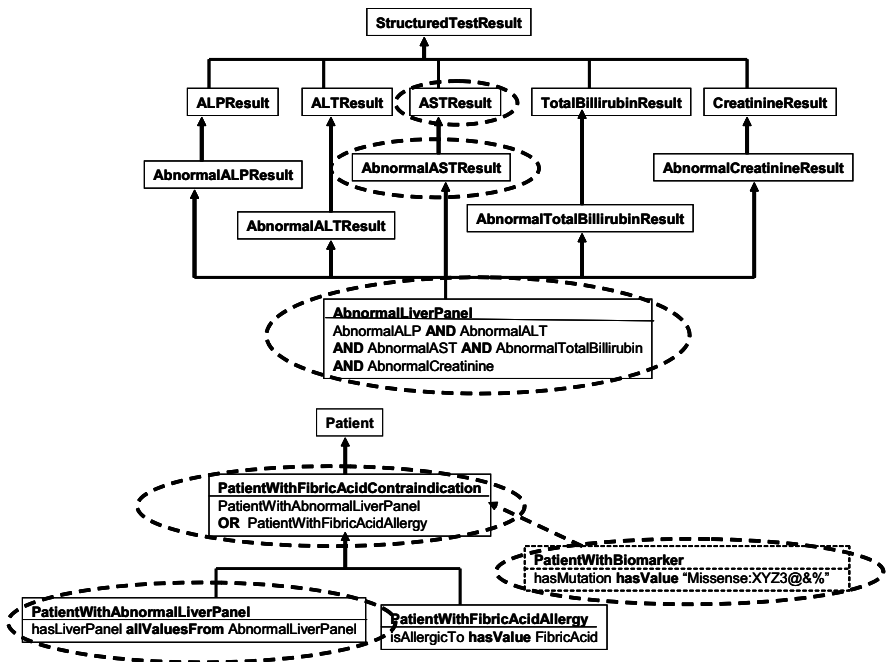 StructuredTestResult
ALPResult
ALTResult
ASTResult
TotalBillirubinResult
CreatinineResult
AbnormalALPResult
AbnormalASTResult
AbnormalCreatinineResult
AbnormalALTResult
AbnormalTotalBillirubinResult
AbnormalLiverPanel
AbnormalALP AND AbnormalALT
AND AbnormalAST AND AbnormalTotalBillirubin
AND AbnormalCreatinine
Patient
PatientWithFibricAcidContraindication
PatientWithAbnormalLiverPanel
OR PatientWithFibricAcidAllergy
PatientWithBiomarker
hasMutation hasValue “Missense:XYZ3@&%”
PatientWithAbnormalLiverPanel
hasLiverPanel allValuesFrom AbnormalLiverPanel
PatientWithFibricAcidAllergy
isAllergicTo hasValue FibricAcid